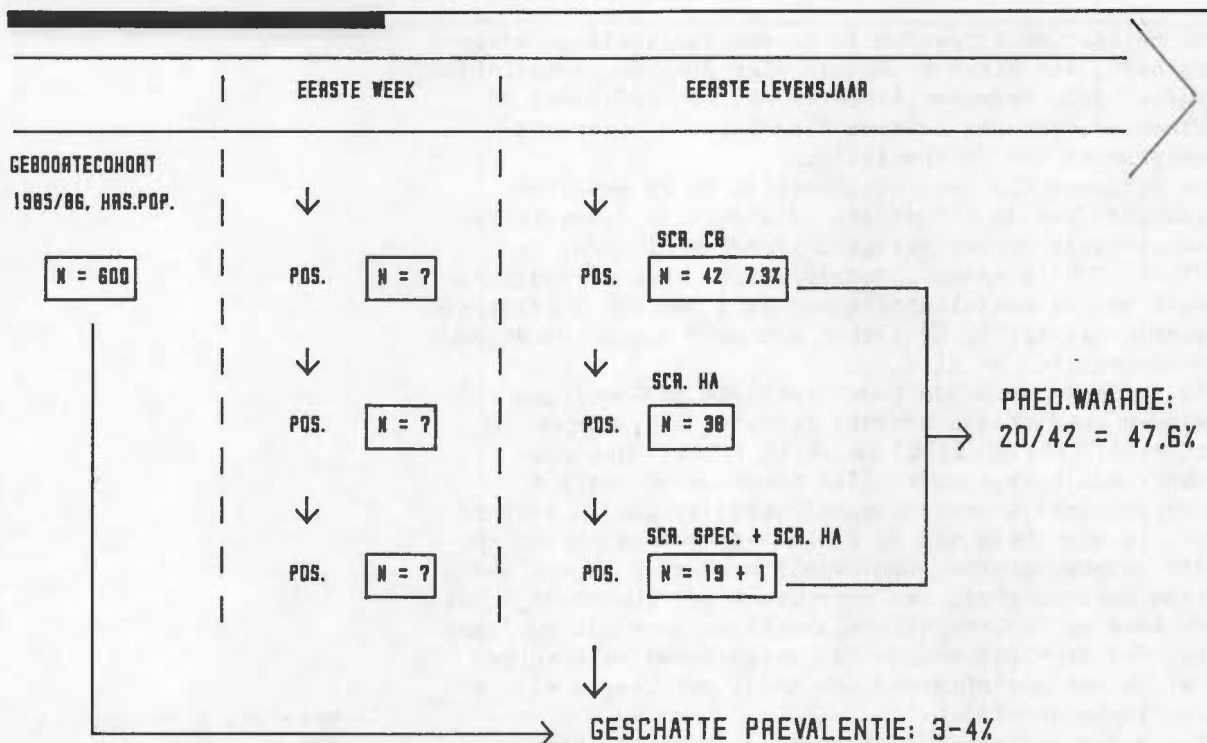 EERSTE WEEK
EERSTE LEVENSJAAR
GEBOORTECOHORT
1985/86, HRS.POP.
SCR. CB
N = 600
POS.
N = ?
POS.
N = 42 7.3%
SCR. HA
POS.
N = ?
POS.
N = 38
PRED.WAARDE:
20/42 = 47,6%
SCR. SPEC. + SCR. HA
POS.
N = ?
POS.
N = 19 + 1
GESCHATTE PREVALENTIE: 3-4%